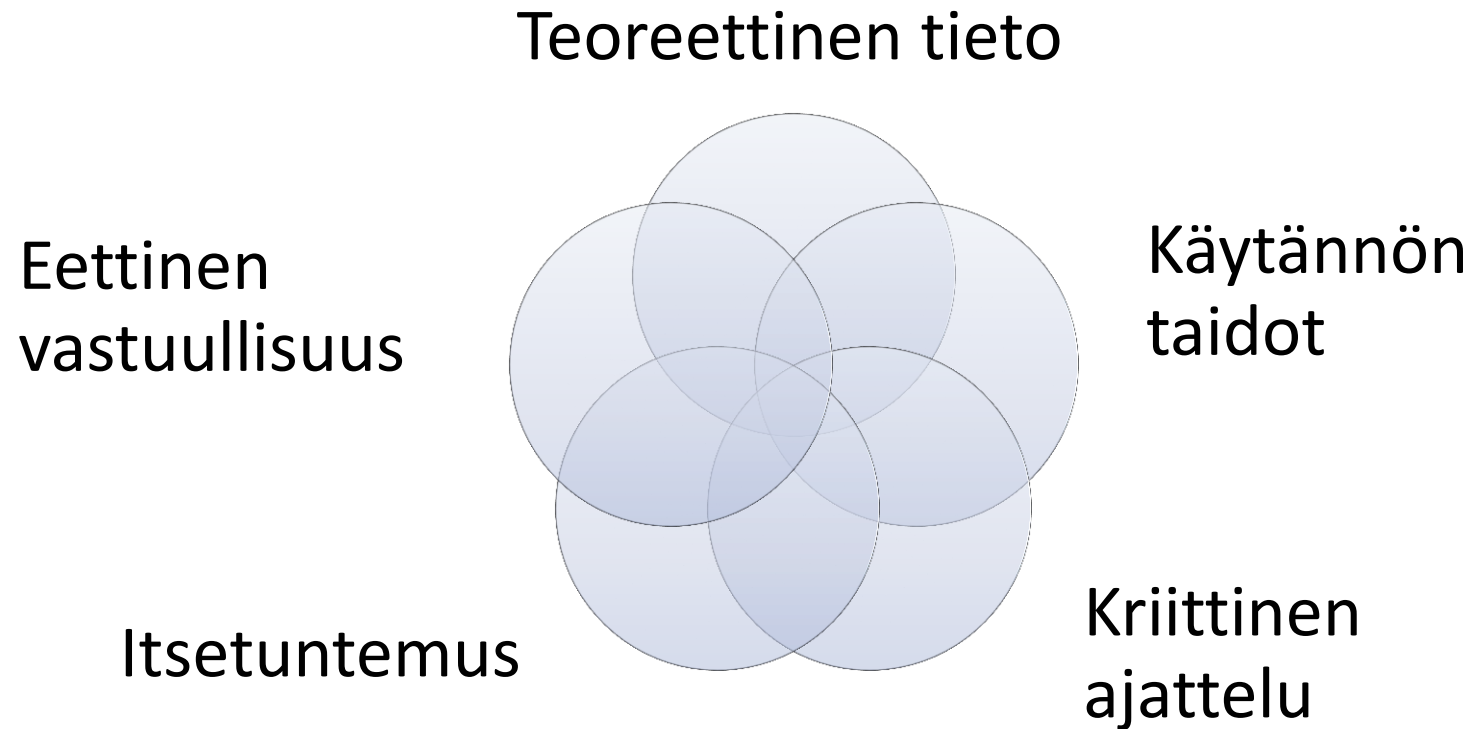 Teoreettinen tieto
Käytännön
taidot
Kriittinen
ajattelu
Itsetuntemus
Eettinen
vastuullisuus